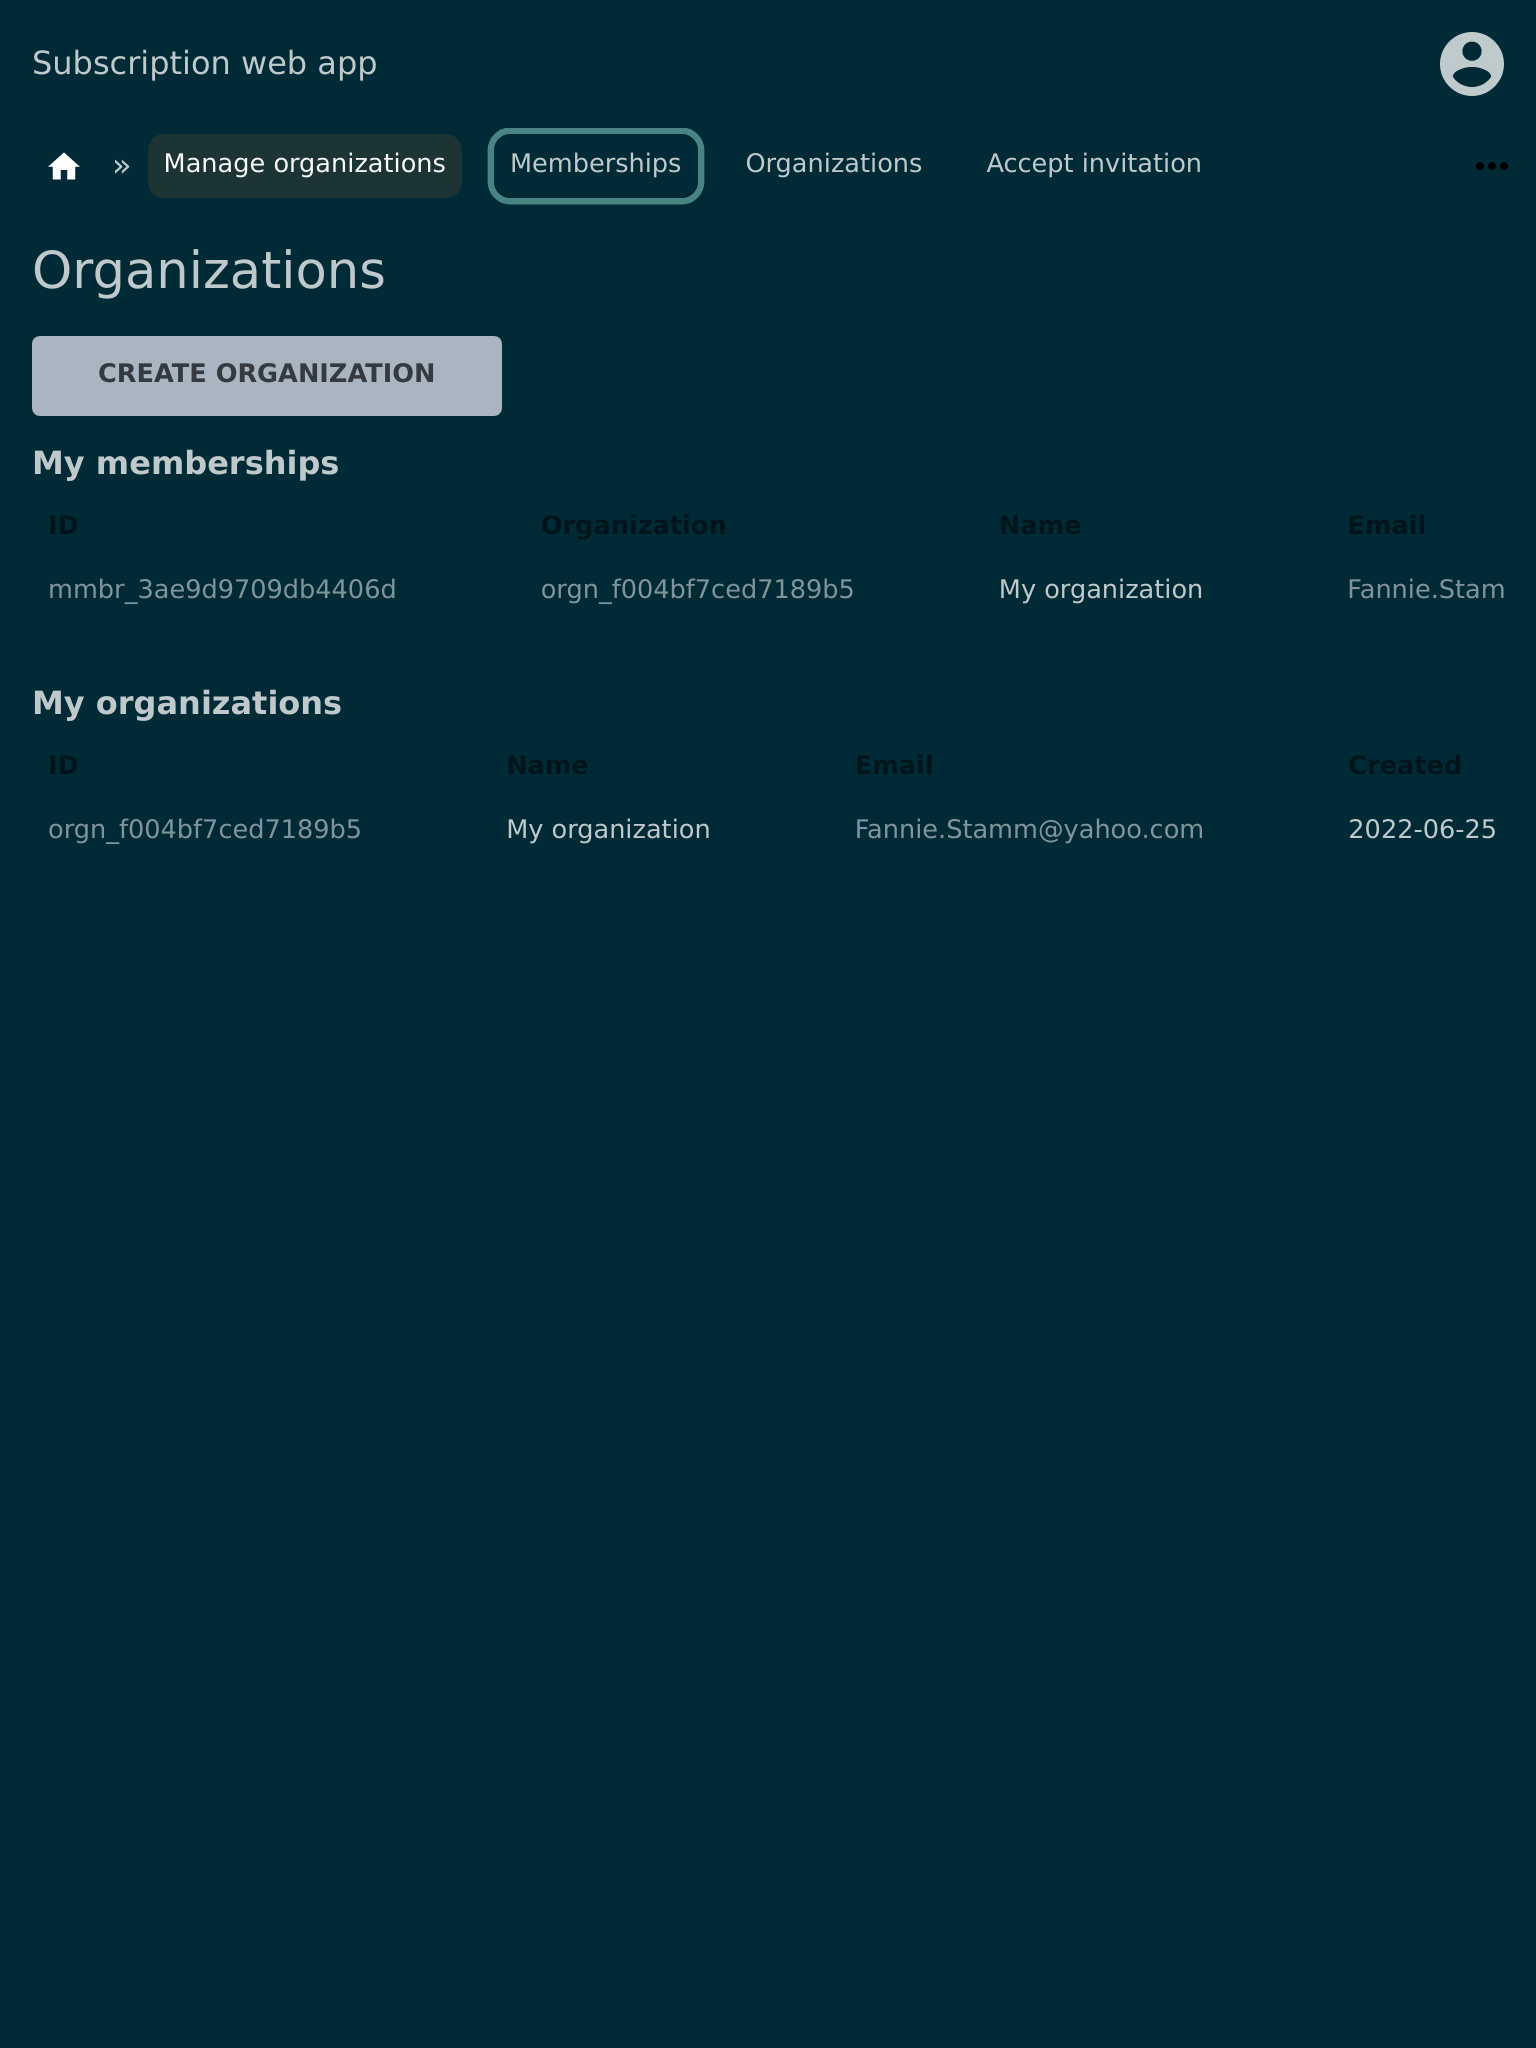 Subscription web app
» Manage organizations Memberships Organizations Accept invitation •••
Organizations
CREATE ORGANIZATION
My memberships
ID Organization Name Email
mmbr_3ae9d9709db4406d orgn_f004bf7ced7189b5 My organization Fannie.Stam
My organizations
ID Name Email Created
orgn_f004bf7ced7189b5 My organization Fannie.Stamm@yahoo.com 2022-06-25